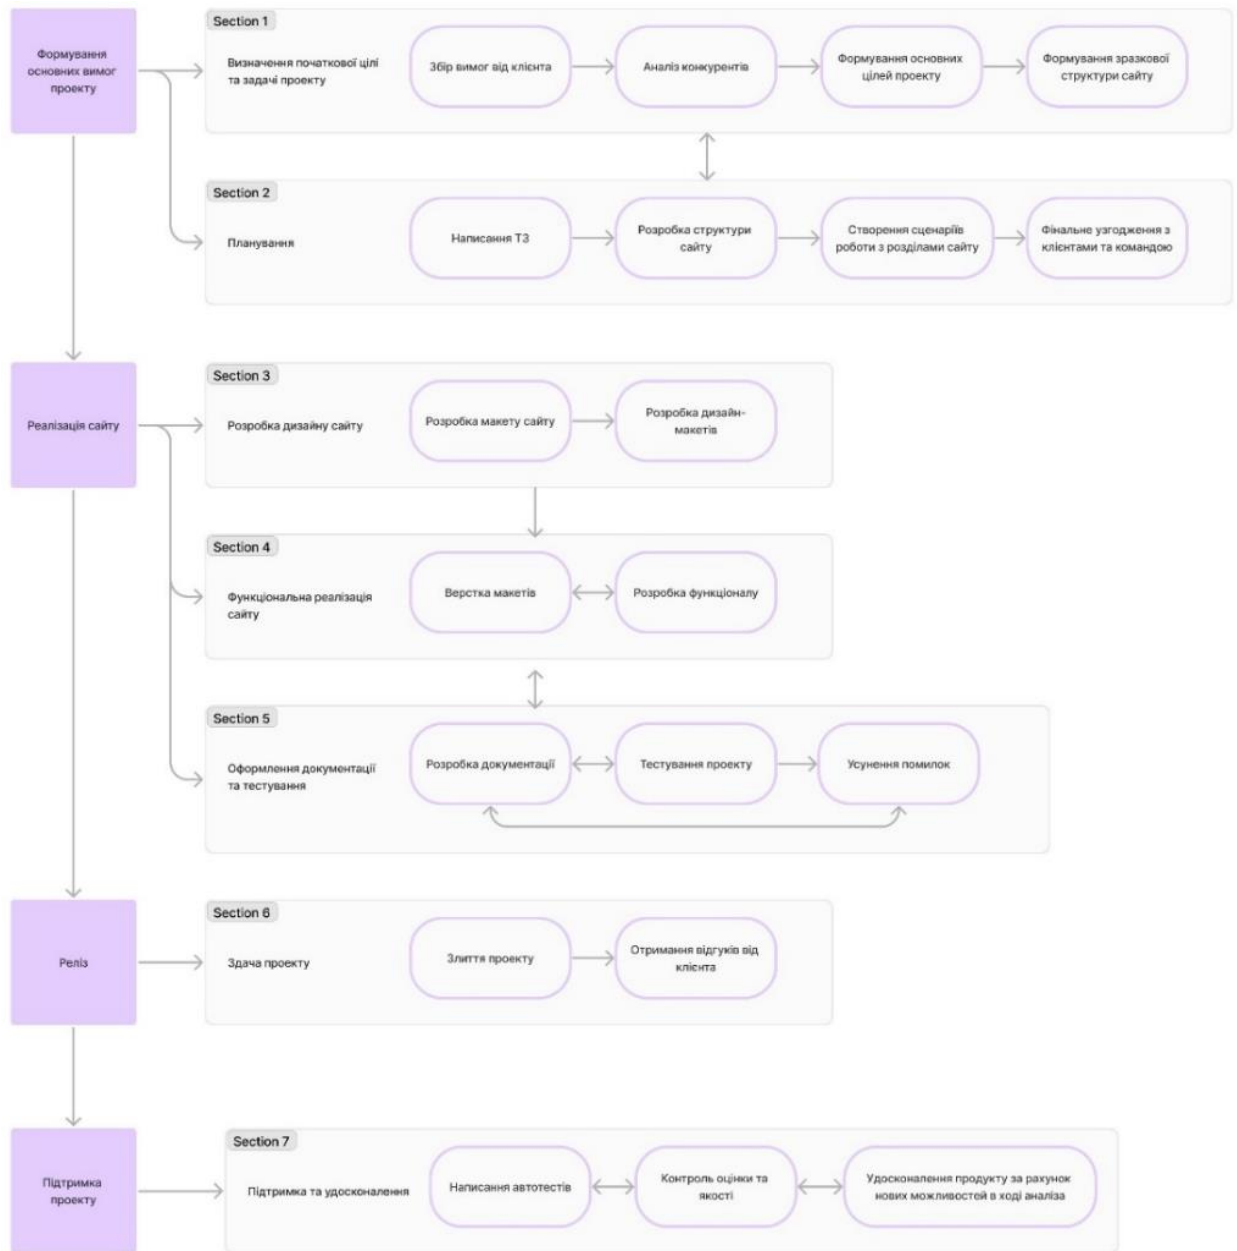 Формування
основних вимог
проекту
Section 1
Визначення початкової цілі
та задачі проекту
Збір вимог від клієнта
Аналіз конкурентів
Формування основних
цілей проекту
Формування зразкової
структури сайту
Section 2
Планування
Написання ТЗ
Розробка структури
сайту
Створення сценаріїв
роботи з розділами сайту
Фінальне узгодження з
клієнтами та командою
Реалізація сайту
Section 3
Розробка дизайну сайту
Розробка макету сайту
Розробка дизайн-
макетів
Section 4
Функціональна реалізація
сайту
Верстка макетів
Розробка функціоналу
Section 5
Оформлення документації
та тестування
Розробка документації
Тестування проекту
Усунення помилок
Реліз
Section 6
Здача проекту
Злиття проекту
Отримання відгуків від
клієнта
Підтримка
проекту
Section 7
Підтримка та удосконалення
Написання автотестів
Контроль оцінки та
якості
Удосконалення продукту за рахунок
нових можливостей в ході аналіза